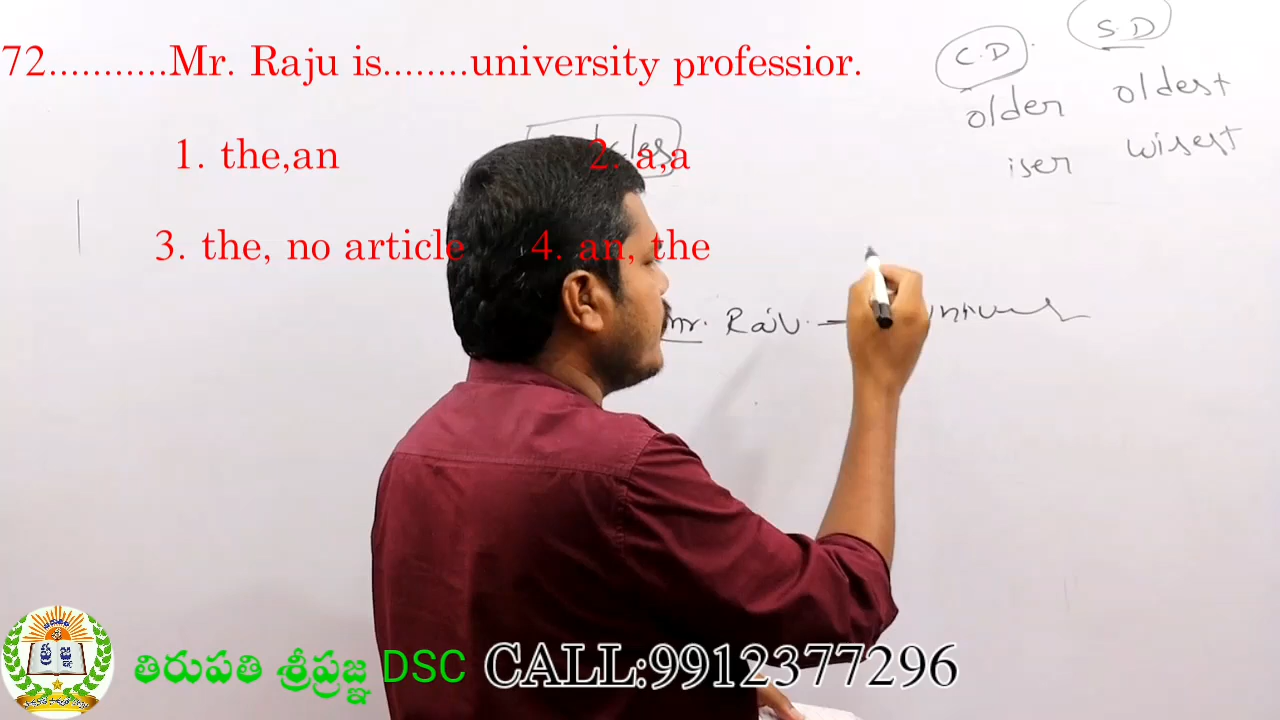 72...........Mr. Raju is........university professior.
C.D
S.D
older oldest
iser wisest
1. the,an 2. a,a
3. the, no article 4. an, the
mr. Raju.
తిరుపతి శ్రీప్రజ్ఞ DSC CALL:9912377296